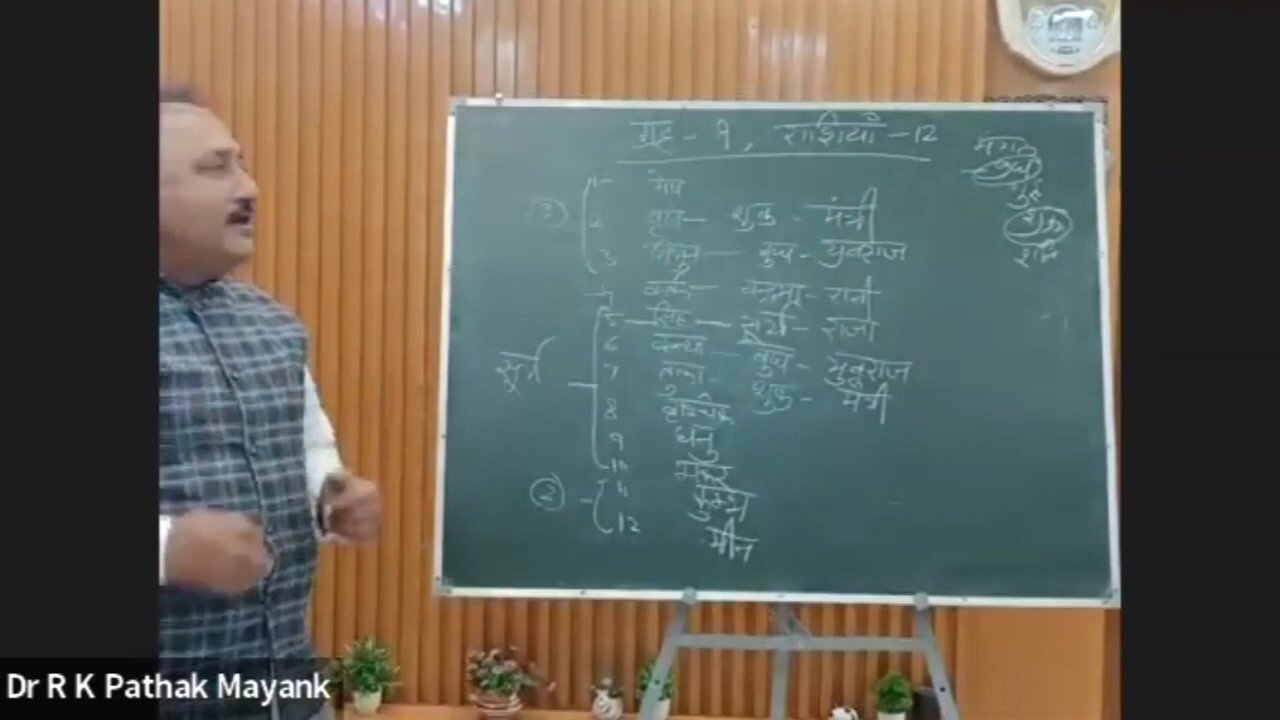 ग्रह - 9 , राशियाँ - 12
1- मेष
2 वृष - शुक्र - मंत्री
3 मिथुन - बुध - युवराज
4 कर्क - चन्द्रमा - रानी
5 सिंह - सूर्य - राजा
6 कन्या - बुध - युवराज
7 तुला - शुक्र - मंत्री
8 वृश्चिक
9 धनु
10 मकर
11 कुम्भ
12 मीन
सूर्य
②
मंगल
बुध
गुरु
शुक्र
शनि
Dr R K Pathak Mayank